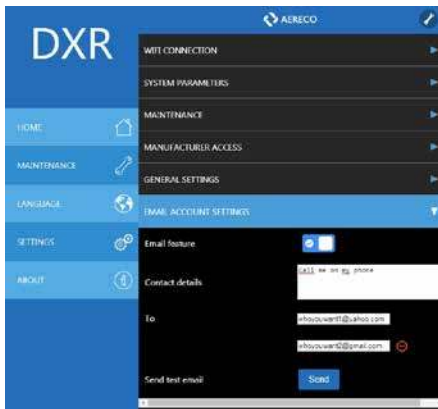 DXR
HOME
MAINTENANCE
LANGUAGE
SETTINGS
ABOUT
AERECO
WIFI CONNECTION
SYSTEM PARAMETERS
MAINTENANCE
MANUFACTURER ACCESS
GENERAL SETTINGS
EMAIL ACCOUNT SETTINGS
Email feature
Contact details
Call me on my phone
To
whoyouwant1@yahoo.com
whoyouwant2@gmail.com
Send test email
Send